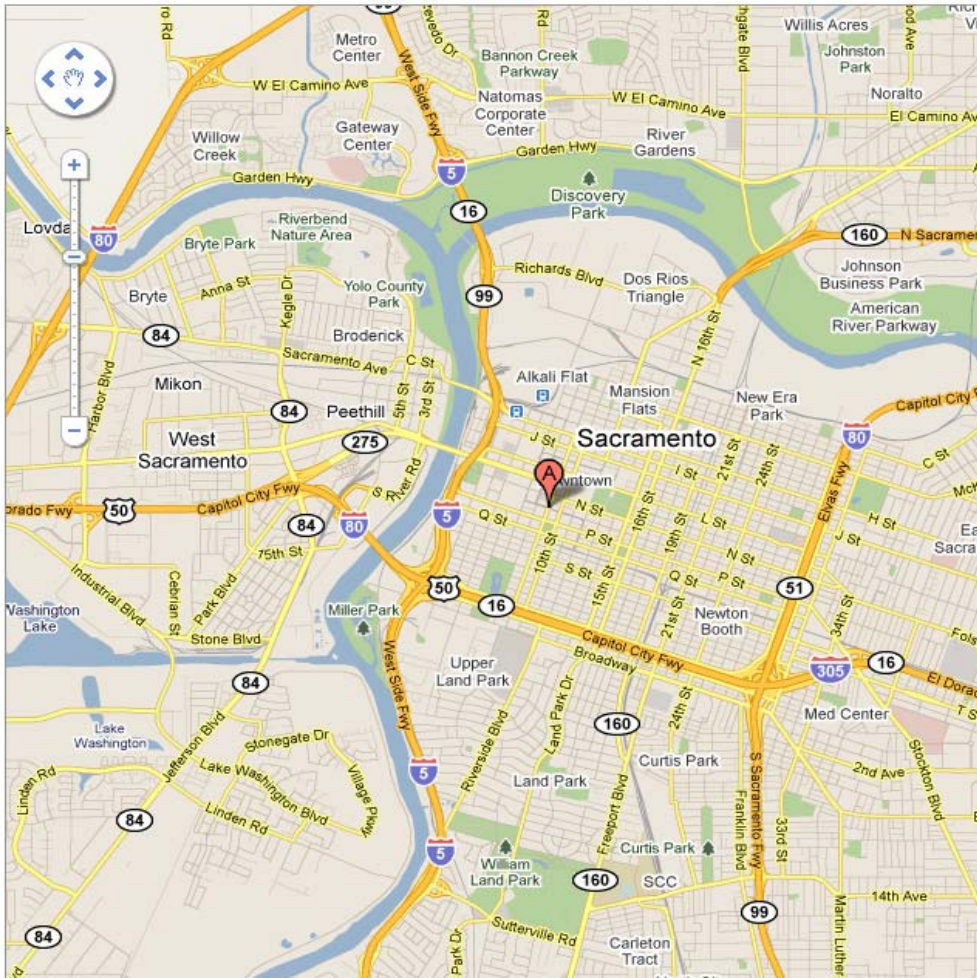 99
Metro
Center
West Side Fwy
Bannon Creek
Parkway
Willis Acres
Johnston
Park
W El Camino Ave
Natomas
Corporate
Center
W El Camino Ave
Noralto
El Camino Ave
Willow
Creek
Gateway
Center
River
Gardens
Garden Hwy
5
Garden Hwy
Discovery
Park
16
80
Riverbend
Nature Area
Bryte Park
160
N Sacrame
Richards Blvd
Dos Rios
Triangle
Johnson
Business Park
Anna St
Kegle Dr
Yolo County
Park
99
Bryte
American
River Parkway
84
Broderick
N 16th St
Sacramento Ave
C St
Harbor Blvd
Mikon
5th St
3rd St
Alkali Flat
Mansion
Flats
New Era
Park
Capitol City F
84
Peethill
275
J St
Sacramento
80
West
Sacramento
River Rd
I St
21st St
24th St
C St
A
wntown
Elvas Fwy
50
Capitol City Fwy
N St
16th St
L St
H St
84
80
5
Q St
P St
19th St
J St
75th St
10th St
S St
15th St
N St
P St
Q St
Industrial Blvd
Cebrian St
Park Blvd
50
16
51
Washington
Lake
Miller Park
21st St
Newton
Booth
34th St
Stone Blvd
Capitol City Fwy
Broadway
West Side Fwy
Upper
Land Park
305
16
84
Riverside Blvd
Land Park Dr
24th St
Med Center
160
Lake
Washington
Jefferson Blvd
Stonegate Dr
Lake Washington Blvd
Village Pkwy
Linden Rd
5
Land Park
Curtis Park
S Sacramento Fwy
2nd Ave
Stockton Blvd
Linden Rd
84
Freeport Blvd
Franklin Blvd
33rd St
5
William
Land Park
Curtis Park
160
SCC
14th Ave
99
Martin Luther
84
Sutterville Rd
Park Dr
Carleton
Tract